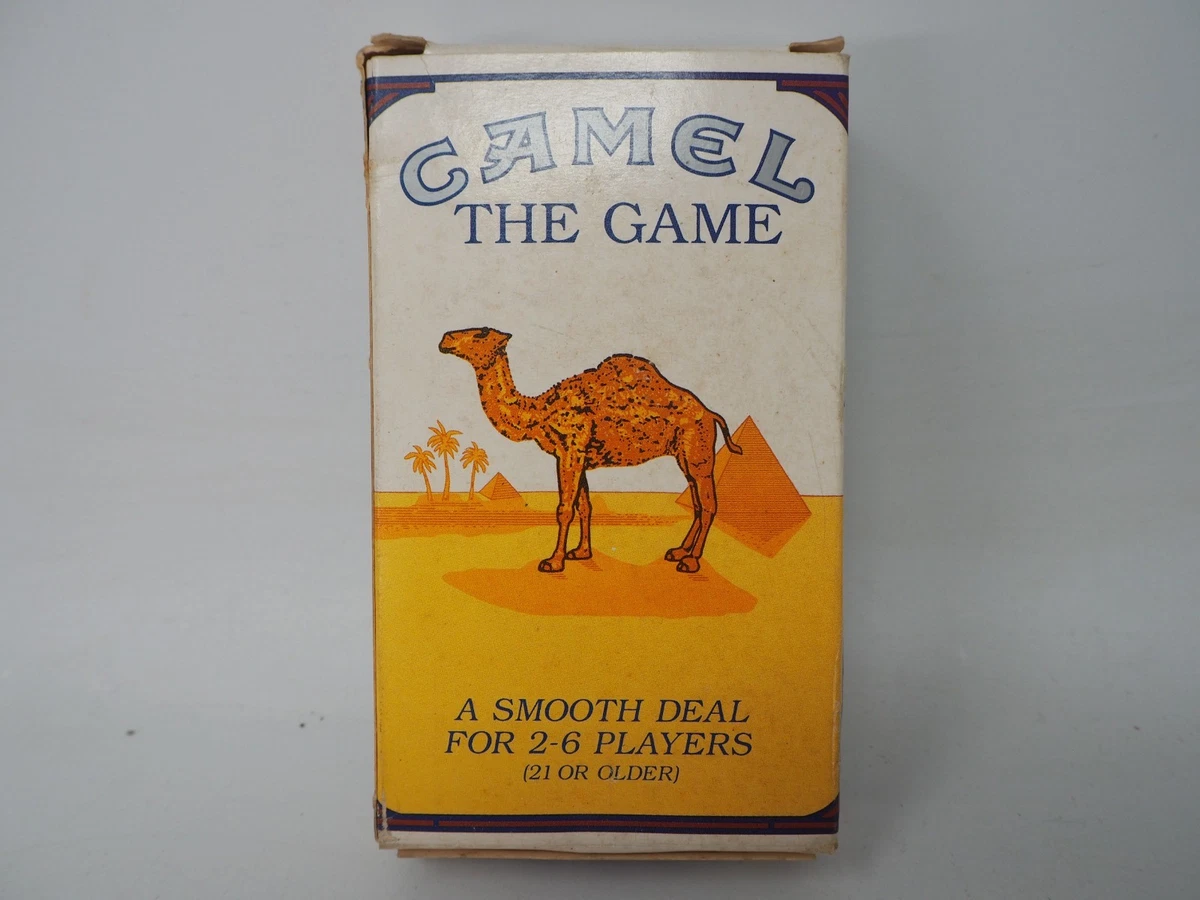 CAMEL
THE GAME
A SMOOTH DEAL
FOR 2-6 PLAYERS
(21 OR OLDER)